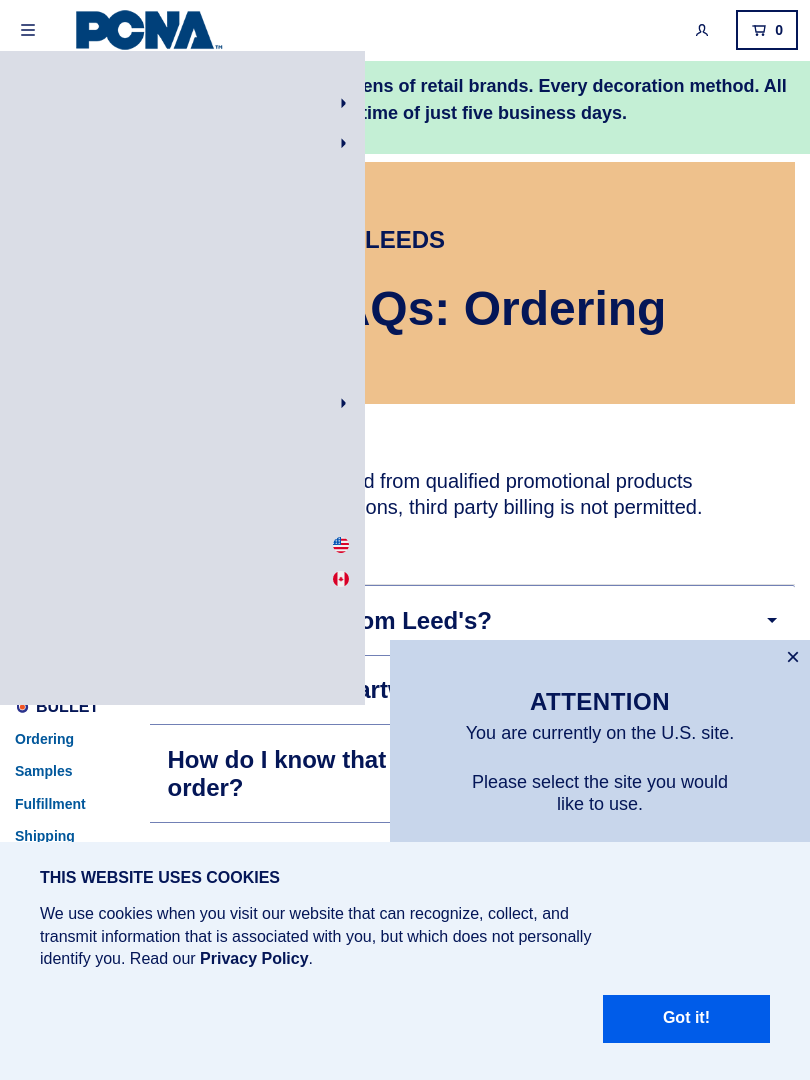 PCNA™
0
ens of retail brands. Every decoration method. All
time of just five business days.
LEEDS
AQs: Ordering
d from qualified promotional products
ons, third party billing is not permitted.
om Leed's?
BULLET
Ordering
Samples
Fulfillment
Shipping
How do I know that
order?
×
ATTENTION
You are currently on the U.S. site.
Please select the site you would
like to use.
THIS WEBSITE USES COOKIES
We use cookies when you visit our website that can recognize, collect, and
transmit information that is associated with you, but which does not personally
identify you. Read our Privacy Policy.
Got it!